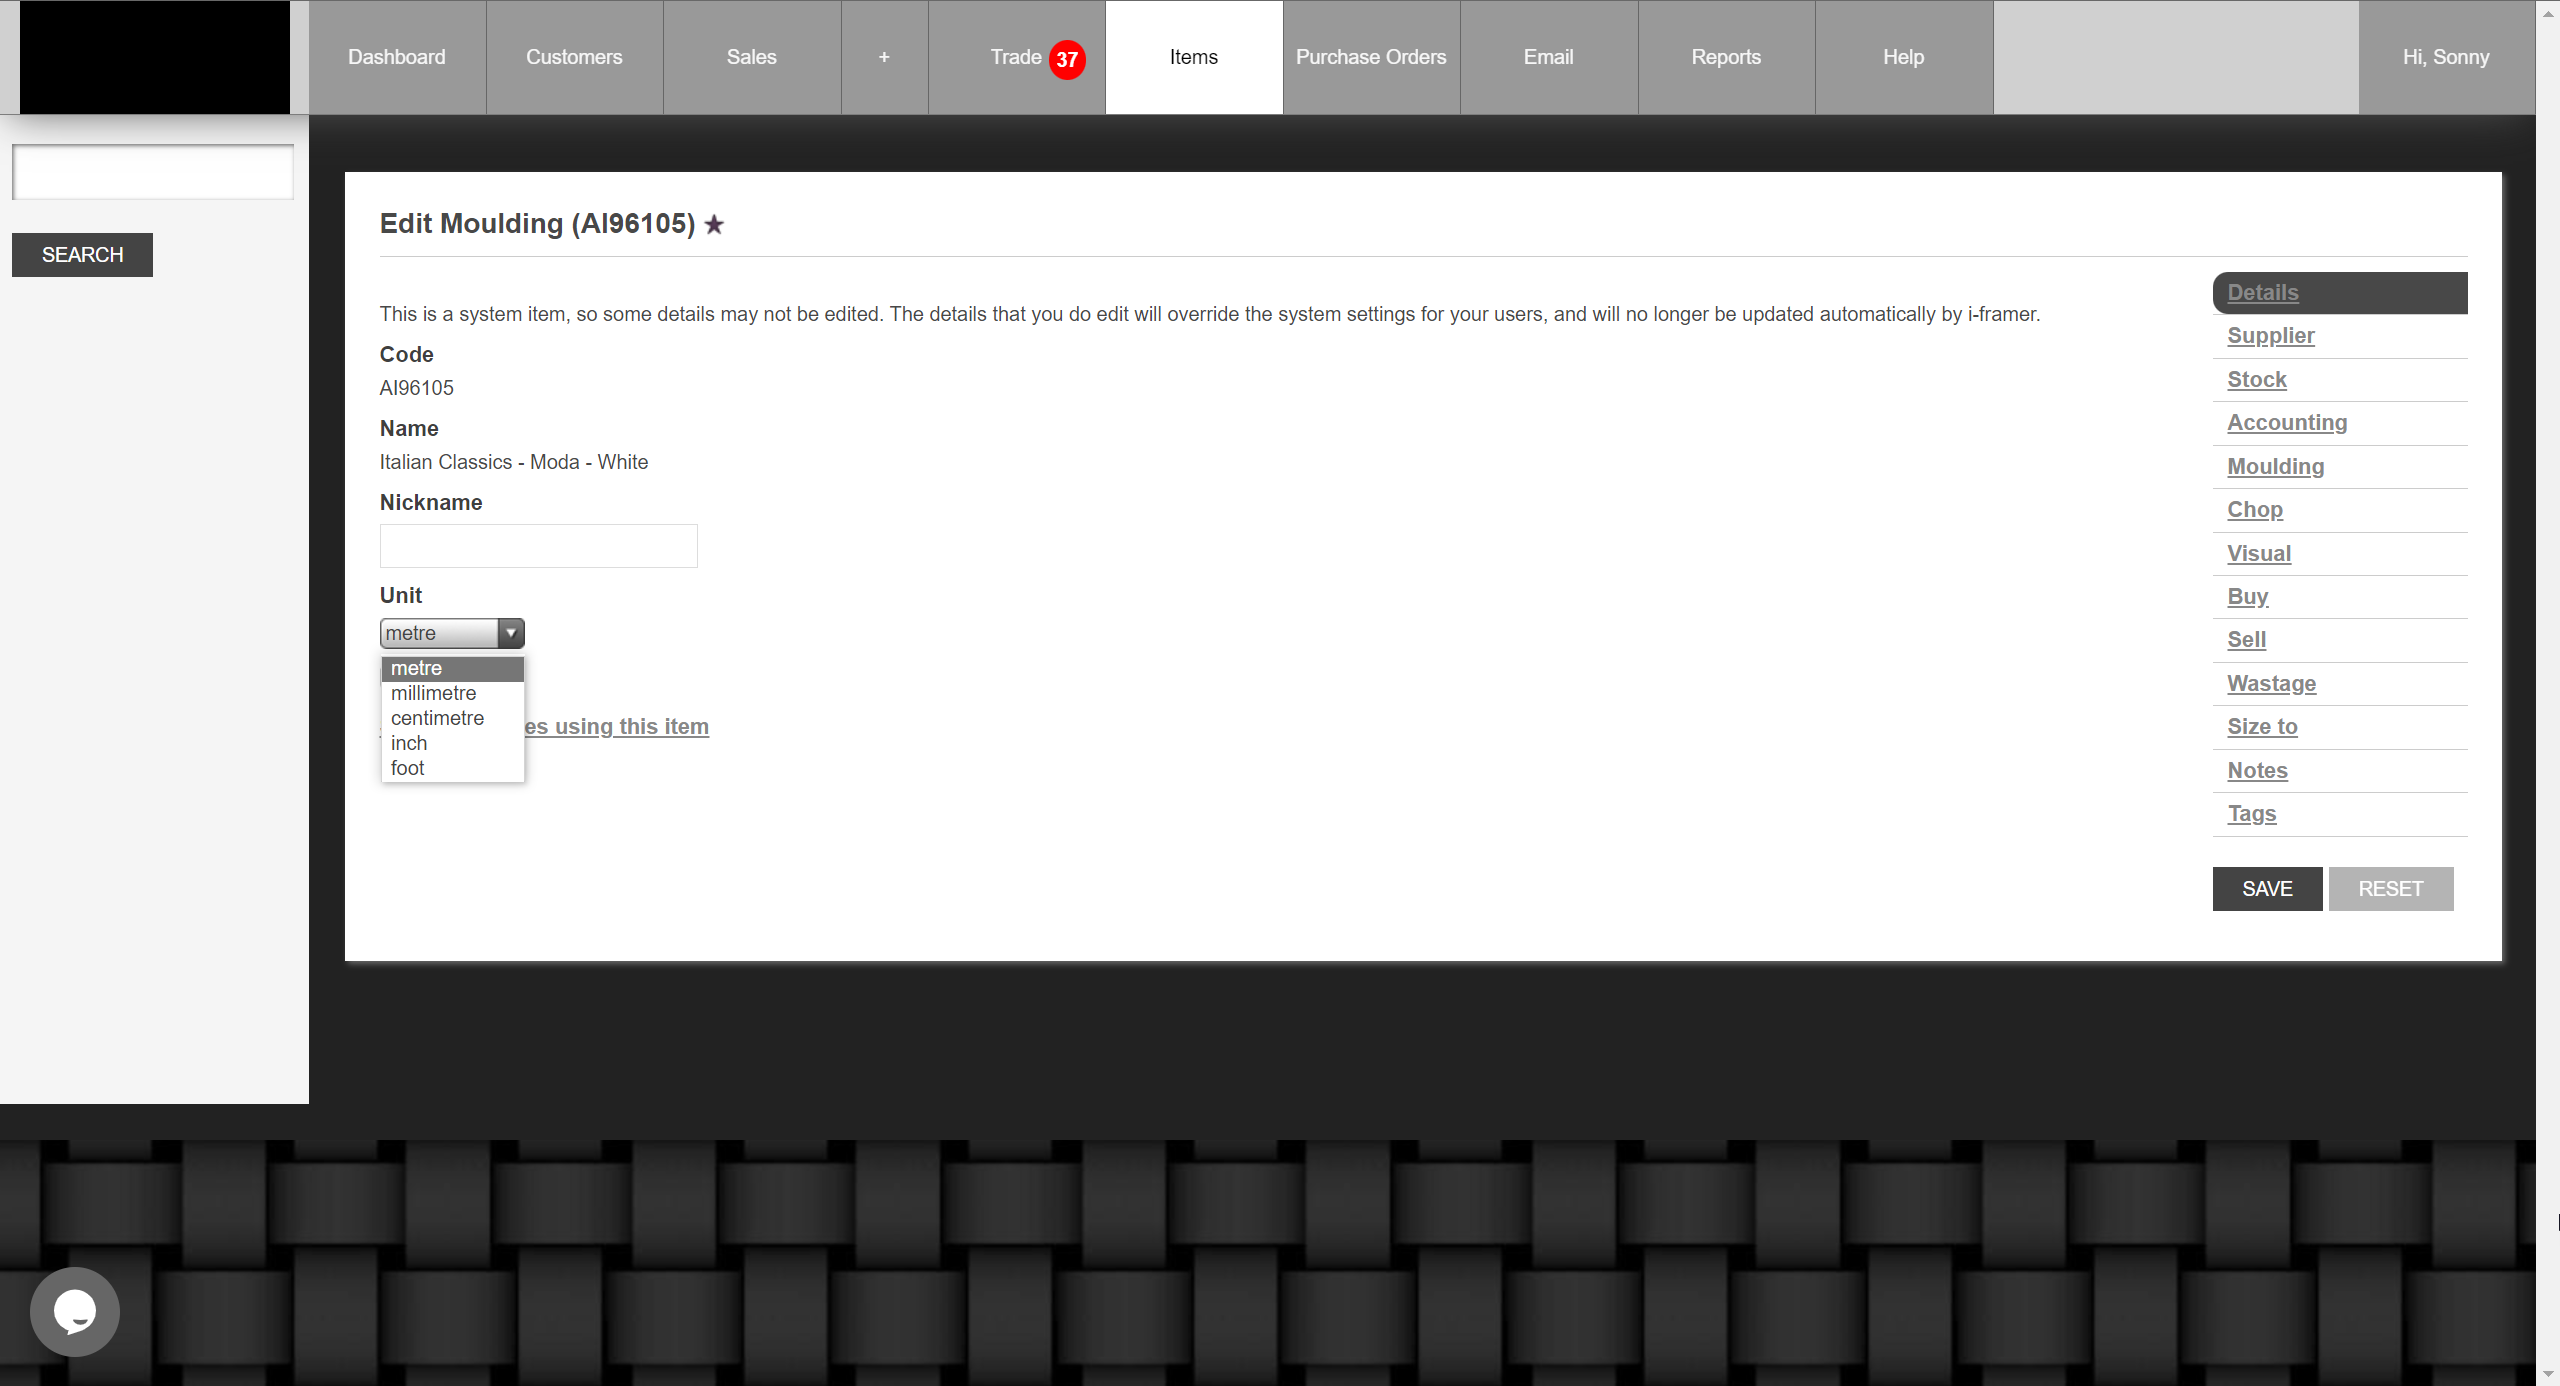 Dashboard
Customers
Sales
+
Trade 37
Items
Purchase Orders
Email
Reports
Help
Hi, Sonny
SEARCH
Edit Moulding (AI96105) ★
This is a system item, so some details may not be edited. The details that you do edit will override the system settings for your users, and will no longer be updated automatically by i-framer.
Code
AI96105
Name
Italian Classics - Moda - White
Nickname
Unit
metre
metre
millimetre
centimetre
inch
foot
es using this item
Details
Supplier
Stock
Accounting
Moulding
Chop
Visual
Buy
Sell
Wastage
Size to
Notes
Tags
SAVE
RESET